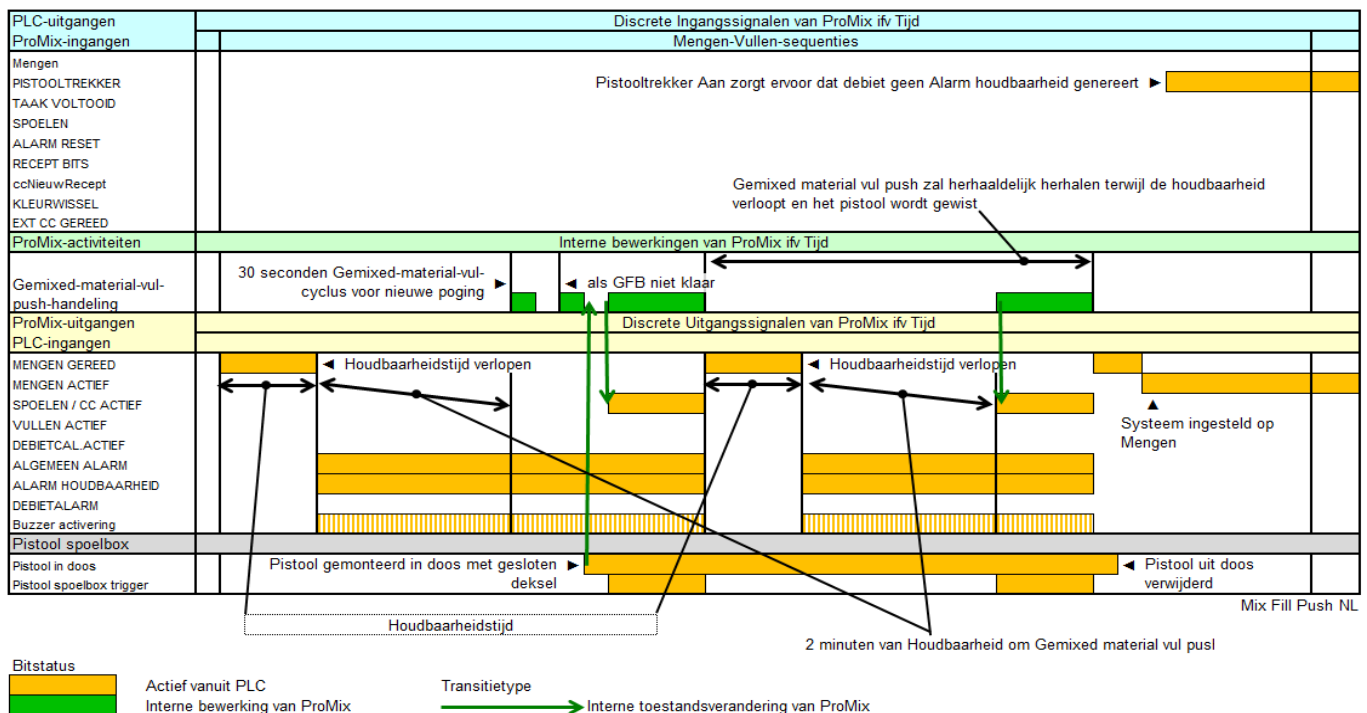 PLC-uitgangen
Discrete Ingangssignalen van ProMix ifv Tijd
ProMix-ingangen
Mengen-Vullen-sequenties
Mengen
PISTOOLTREKKER
Pistooltrekker Aan zorgt ervoor dat debiet geen Alarm houdbaarheid genereert ►
TAAK VOLTOOID
SPOELEN
ALARM RESET
RECEPT BITS
ccNieuwRecept
KLEURWISSEL
EXT CC GEREED
Gemixed material vul push zal herhaaldelijk herhalen terwijl de houdbaarheid
verloopt en het pistool wordt gewist
ProMix-activiteiten
Interne bewerkingen van ProMix ifv Tijd
Gemixed-material-vul-
push-handeling
30 seconden Gemixed-material-vul-
cyclus voor nieuwe poging ►
◄ als GFB niet klaar
ProMix-uitgangen
Discrete Uitgangssignalen van ProMix ifv Tijd
PLC-ingangen
MENGEN GEREED
◄ Houdbaarheidstijd verlopen
◄ Houdbaarheidstijd verlopen
MENGEN ACTIEF
SPOELEN / CC ACTIEF
VULLEN ACTIEF
DEBIETCAL.ACTIEF
ALGEMEEN ALARM
ALARM HOUDBAARHEID
DEBIETALARM
Buzzer activering
▲
Systeem ingesteld op
Mengen
Pistool spoelbox
Pistool in doos
Pistool spoelbox trigger
Pistool gemonteerd in doos met gesloten ►
deksel
◄ Pistool uit doos
verwijderd
Mix Fill Push NL
Houdbaarheidstijd
2 minuten van Houdbaarheid om Gemixed material vul pusl
Bitstatus
Actief vanuit PLC
Interne bewerking van ProMix
Transitietype
Interne toestandsverandering van ProMix